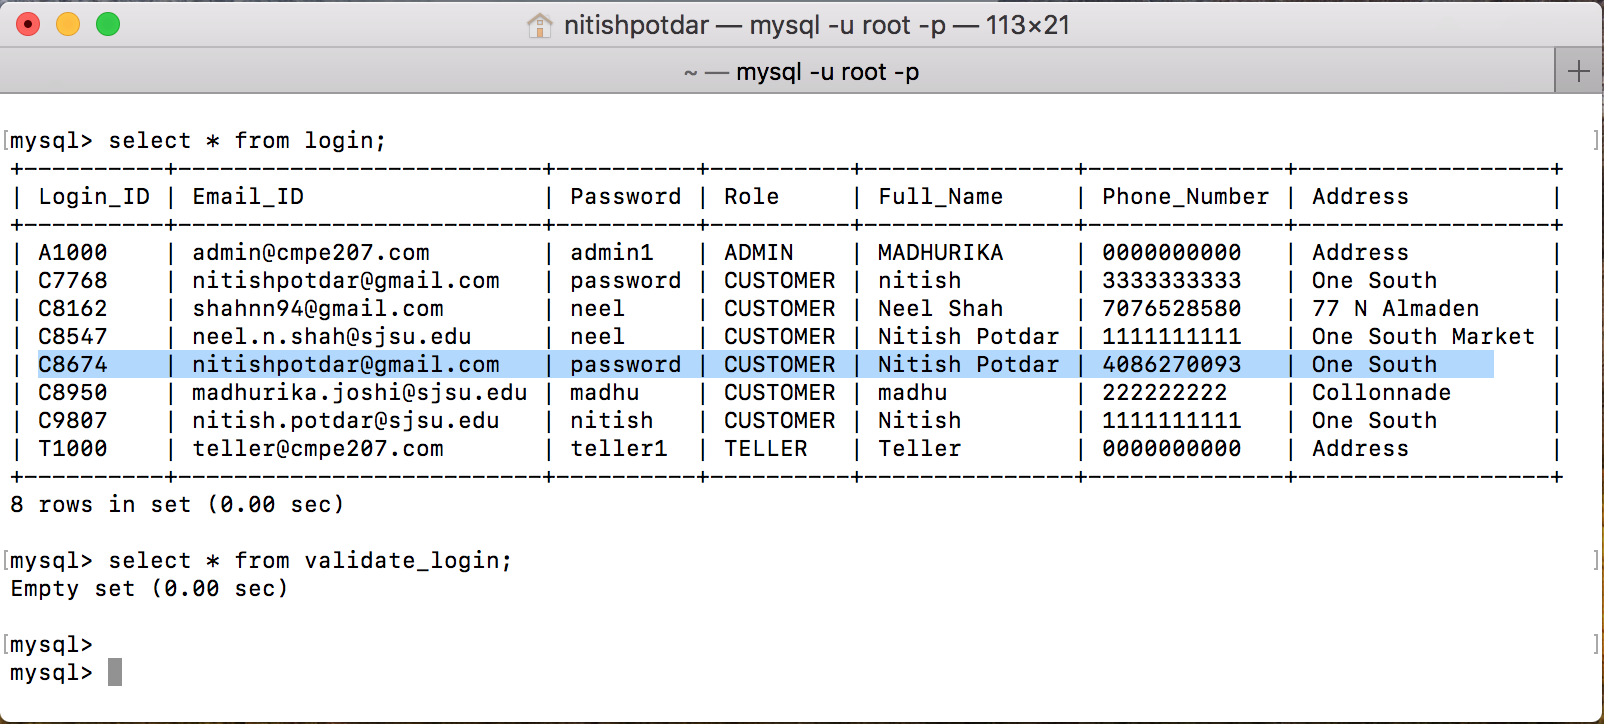 nitishpotdar — mysql -u root -p — 113×21
~ — mysql -u root -p
mysql> select * from login;
+-----------+---------------------------+----------+----------+---------------+--------------+-------------------+
| Login_ID | Email_ID | Password | Role | Full_Name | Phone_Number | Address |
+-----------+---------------------------+----------+----------+---------------+--------------+-------------------+
| A1000 | admin@cmpe207.com | admin1 | ADMIN | MADHURIKA | 0000000000 | Address |
| C7768 | nitishpotdar@gmail.com | password | CUSTOMER | nitish | 3333333333 | One South |
| C8162 | shahnn94@gmail.com | neel | CUSTOMER | Neel Shah | 7076528580 | 77 N Almaden |
| C8547 | neel.n.shah@sjsu.edu | neel | CUSTOMER | Nitish Potdar | 1111111111 | One South Market |
| C8674 | nitishpotdar@gmail.com | password | CUSTOMER | Nitish Potdar | 4086270093 | One South |
| C8950 | madhurika.joshi@sjsu.edu | madhu | CUSTOMER | madhu | 222222222 | Collonnade |
| C9807 | nitish.potdar@sjsu.edu | nitish | CUSTOMER | Nitish | 1111111111 | One South |
| T1000 | teller@cmpe207.com | teller1 | TELLER | Teller | 0000000000 | Address |
+-----------+---------------------------+----------+----------+---------------+--------------+-------------------+
8 rows in set (0.00 sec)
mysql> select * from validate_login;
Empty set (0.00 sec)
mysql>
mysql>